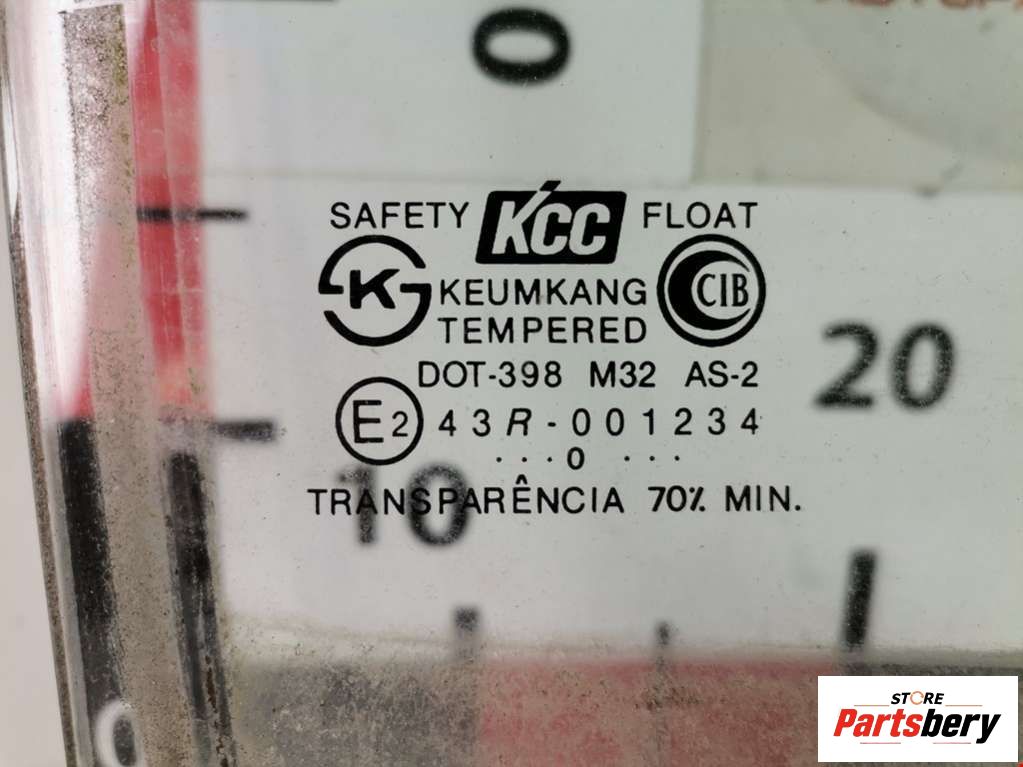 0
SAFETY KCC FLOAT
K KEUMKANG CIB
TEMPERED
20
DOT-398 M32 AS-2
E2 43R-001234
...0 ...
10
TRANSPARÊNCIA 70% MIN.
STORE
Partsbery